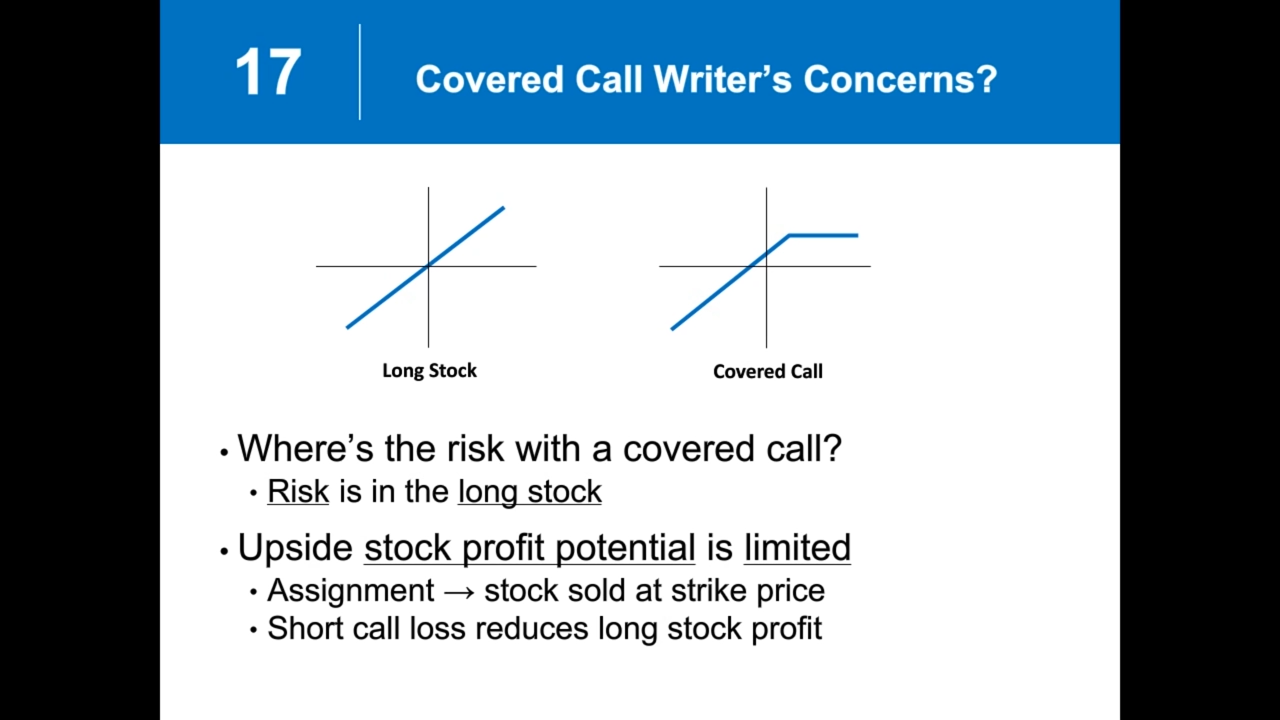 17
Covered Call Writer’s Concerns?
Long Stock
Covered Call
• Where’s the risk with a covered call?
• Risk is in the long stock
• Upside stock profit potential is limited
• Assignment → stock sold at strike price
• Short call loss reduces long stock profit